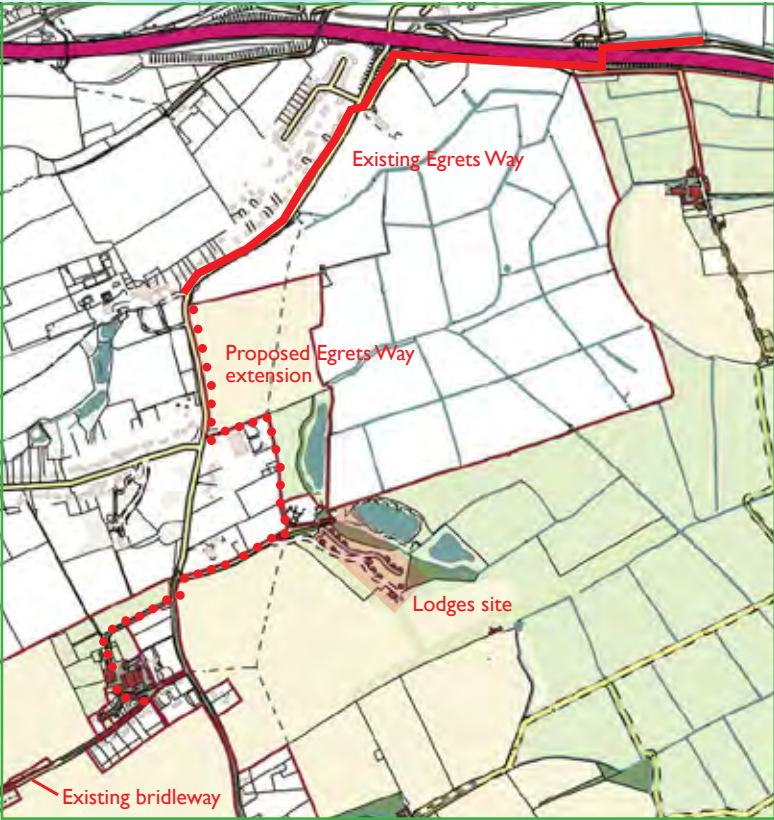 Existing Egrets Way
Proposed Egrets Way
extension
Lodges site
Existing bridleway